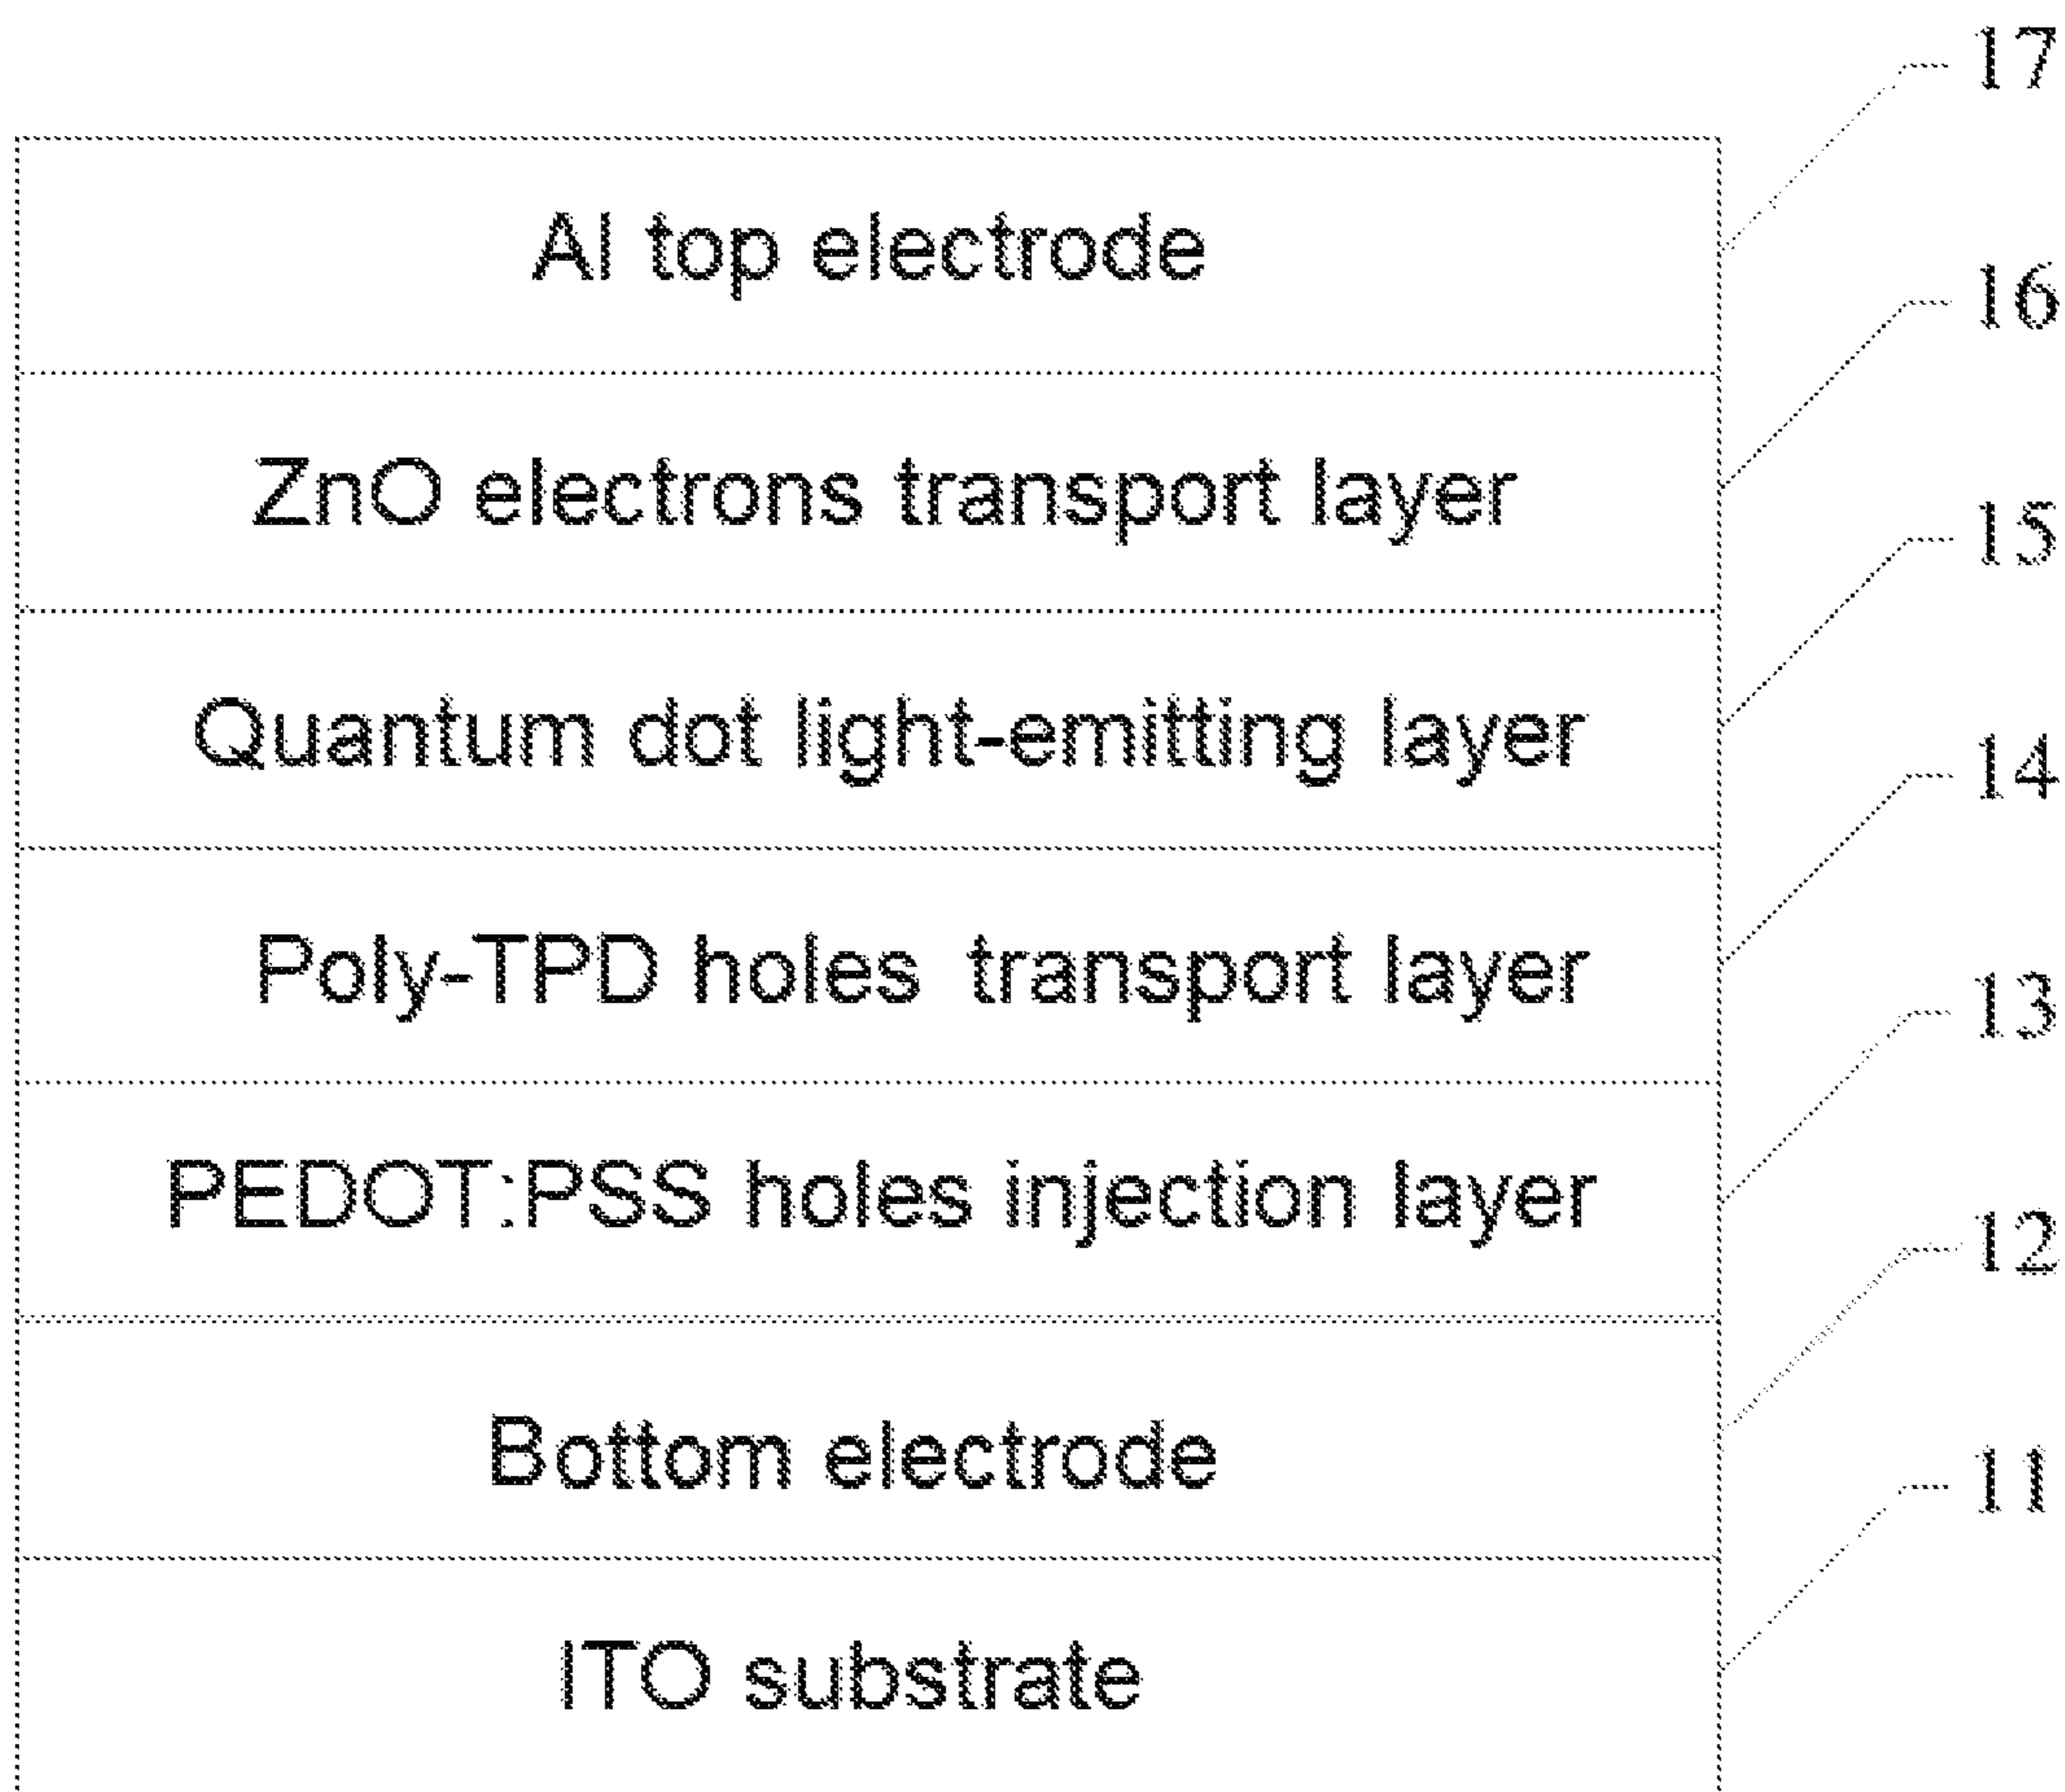 17
Al top electrode
16
ZnO electrons transport layer
15
Quantum dot light-emitting layer
14
Poly-TPD holes transport layer
13
PEDOT:PSS holes injection layer
12
Bottom electrode
11
ITO substrate